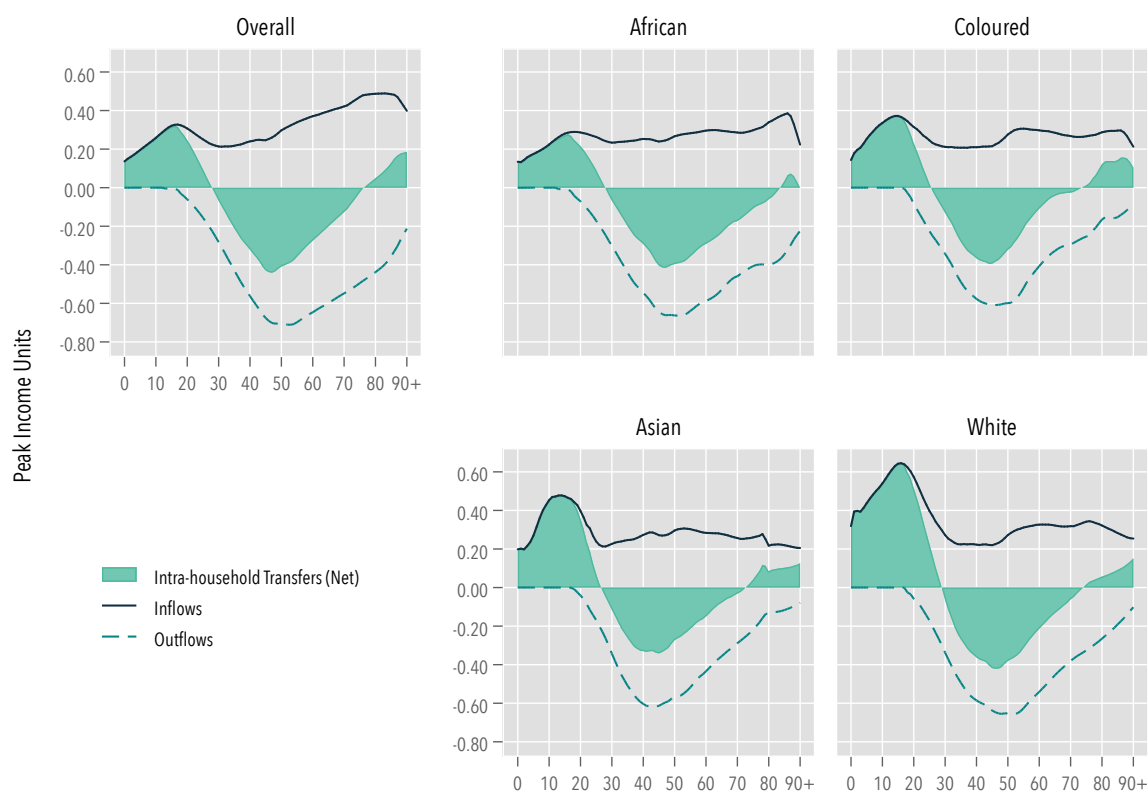 Overall
African
Coloured
0.60
0.40
0.20
0.00
-0.20
-0.40
-0.60
-0.80
0 10 20 30 40 50 60 70 80 90+
Peak Income Units
Asian
White
0.60
0.40
0.20
0.00
-0.20
-0.40
-0.60
-0.80
Intra-household Transfers (Net)
Inflows
Outflows
0 10 20 30 40 50 60 70 80 90+
0 10 20 30 40 50 60 70 80 90+